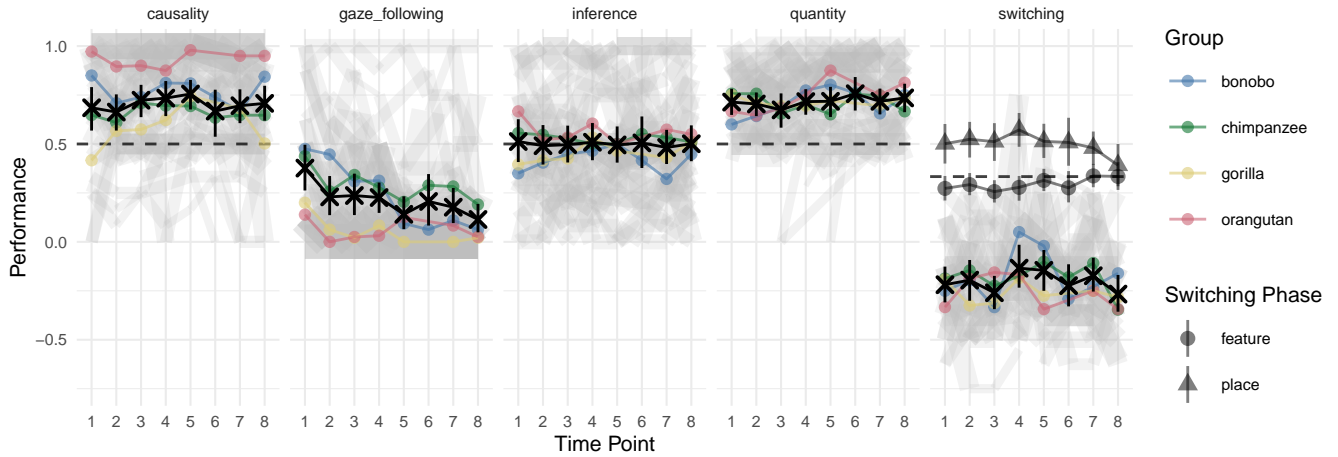 causality gaze_following inference quantity switching
Performance
1.0
0.5
0.0
−0.5
1 2 3 4 5 6 7 8 1 2 3 4 5 6 7 8 1 2 3 4 5 6 7 8 1 2 3 4 5 6 7 8 1 2 3 4 5 6 7 8
Time Point
Group
bonobo
chimpanzee
gorilla
orangutan
Switching Phase
feature
place